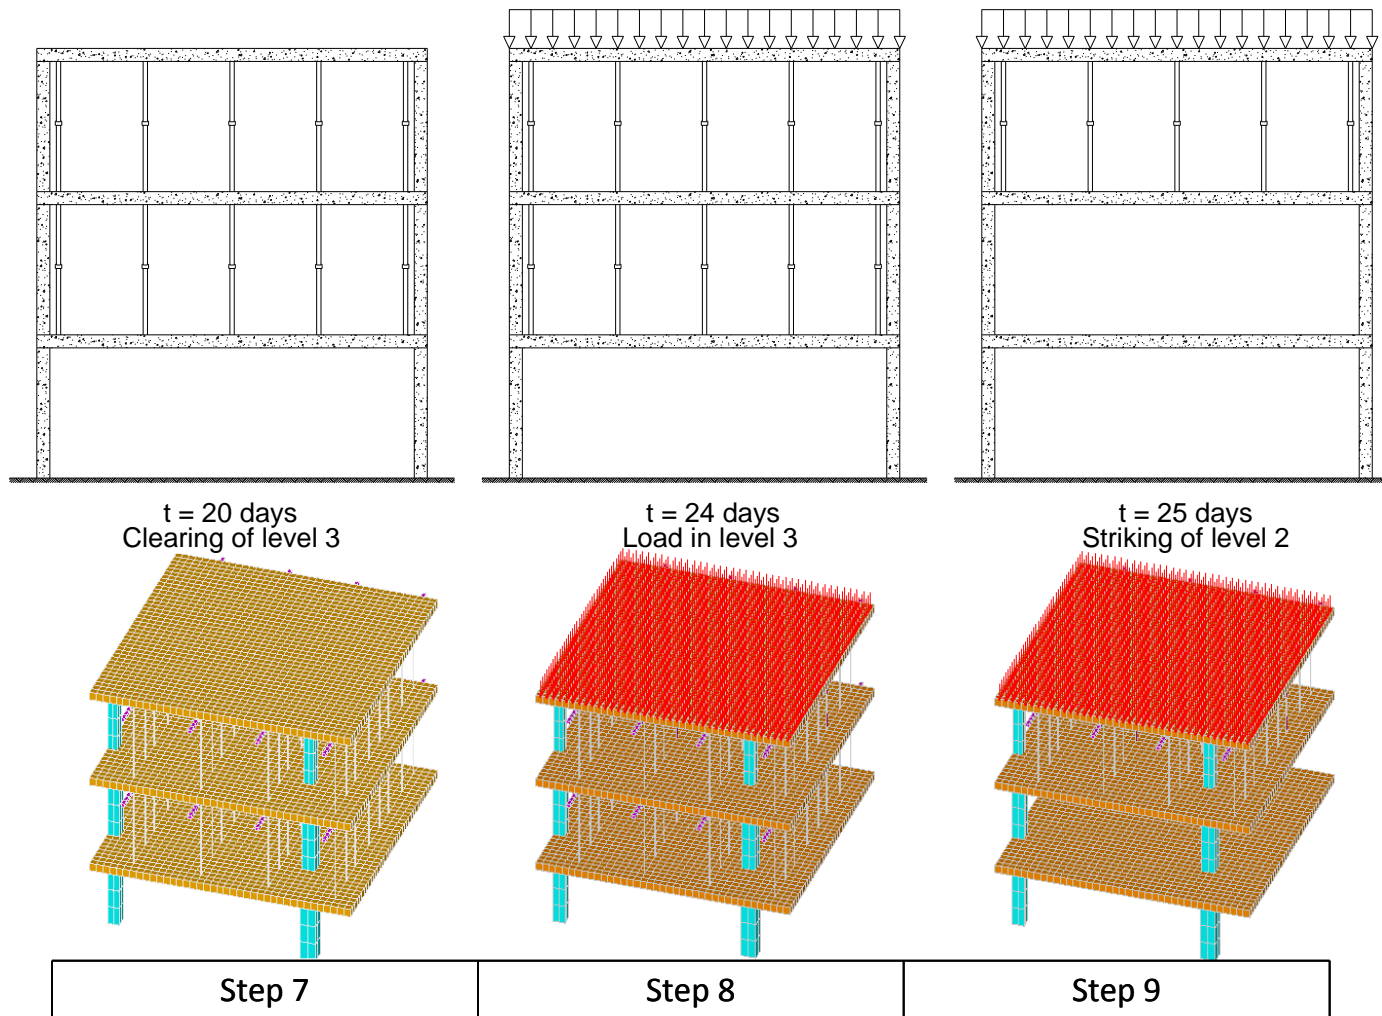 t = 20 days
Clearing of level 3
t = 24 days
Load in level 3
t = 25 days
Striking of level 2
Step 7
Step 8
Step 9